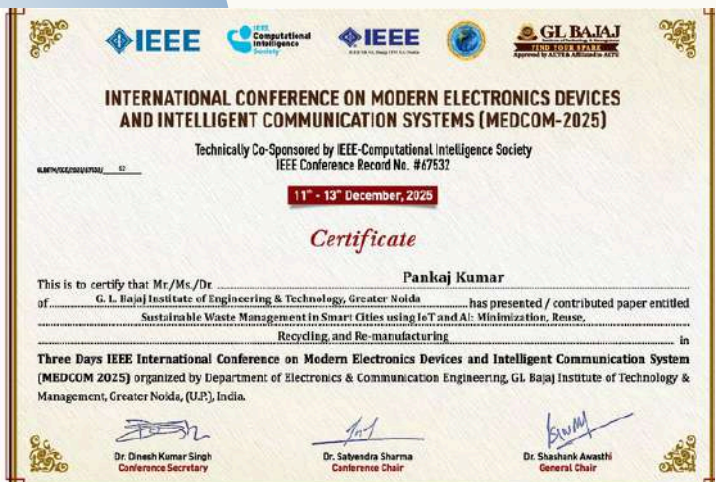 IEEE
IEEE
Computational
Intelligence
Society
IEEE
GL BAJAJ
FIND YOUR SPARK
INTERNATIONAL CONFERENCE ON MODERN ELECTRONICS DEVICES
AND INTELLIGENT COMMUNICATION SYSTEMS (MEDCOM-2025)
Technically Co-Sponsored by IEEE-Computational Intelligence Society
IEEE Conference Record No. #67532
11th - 13th December, 2025
Certificate
This is to certify that Mr./Ms./Dr. Pankaj Kumar
of G. L. Bajaj Institute of Engineering & Technology, Greater Noida has presented / contributed paper entitled
Sustainable Waste Management in Smart Cities using IoT and AI: Minimization, Reuse,
Recycling, and Re-manufacturing in
Three Days IEEE International Conference on Modern Electronics Devices and Intelligent Communication System
(MEDCOM 2025) organized by Department of Electronics & Communication Engineering, GL Bajaj Institute of Technology &
Management, Greater Noida, (U.P.), India.
Dr. Dinesh Kumar Singh
Conference Secretary
Dr. Satyendra Sharma
Conference Chair
Dr. Shashank Awasthi
General Chair